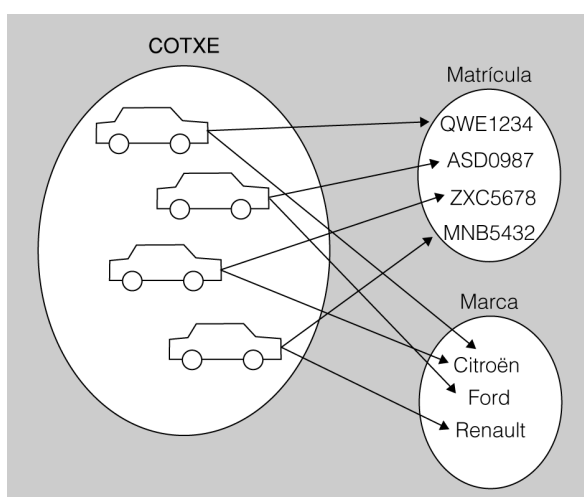 COTXE
Matrícula
QWE1234
ASD0987
ZXC5678
MNB5432
Marca
Citroën
Ford
Renault